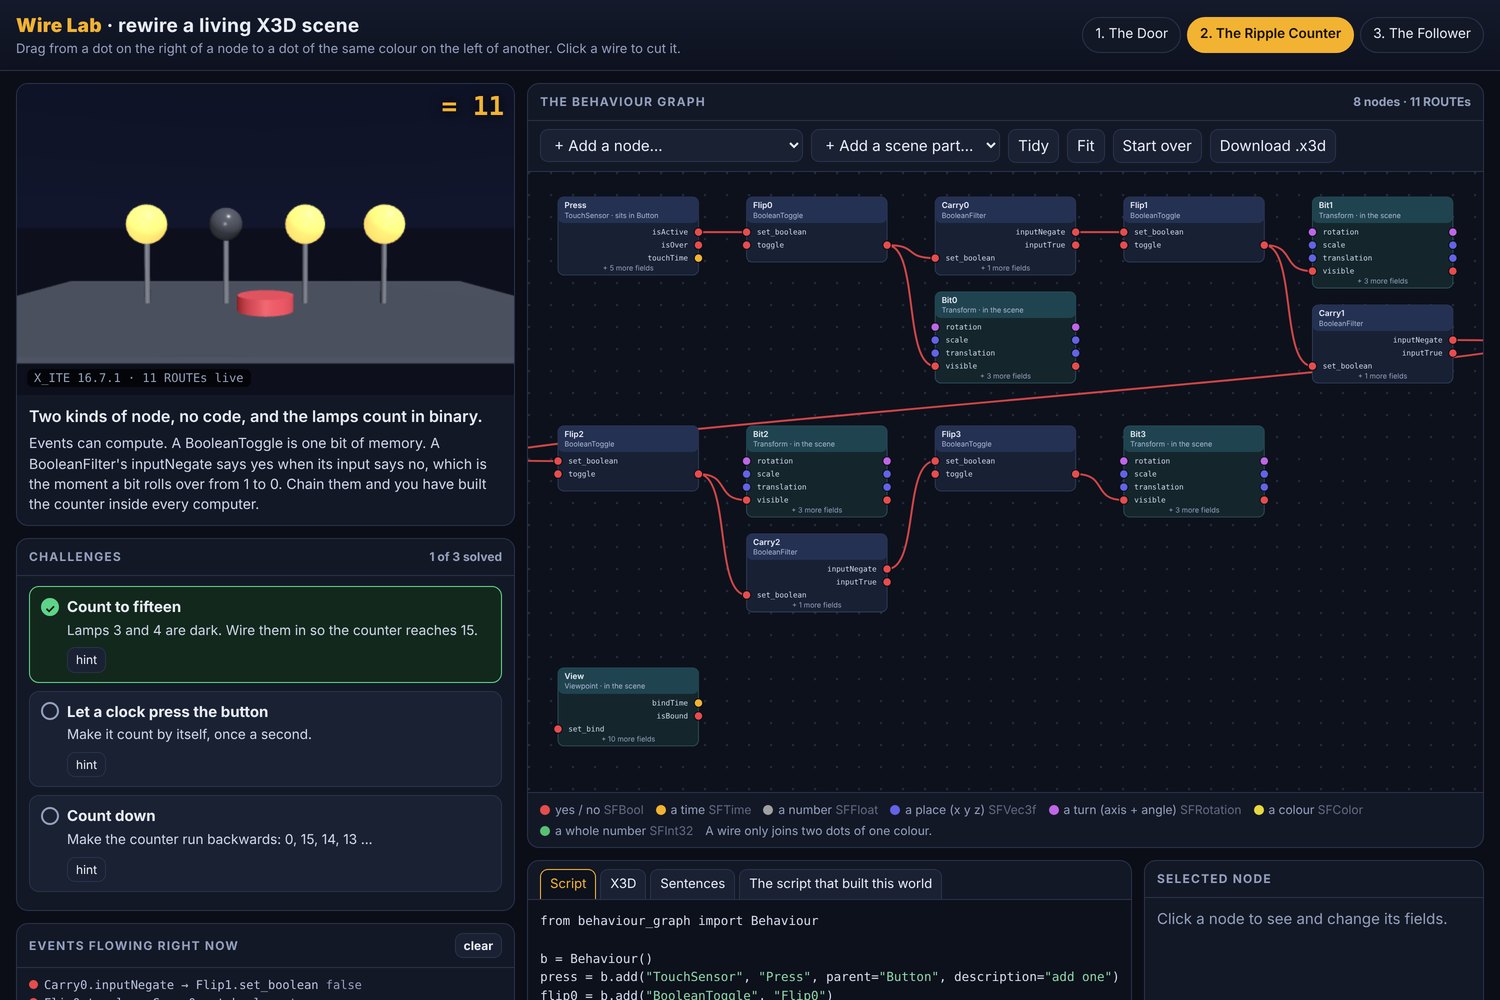 Wire Lab · rewire a living X3D scene
Drag from a dot on the right of a node to a dot of the same colour on the left of another. Click a wire to cut it.
1. The Door
2. The Ripple Counter
3. The Follower
= 11
X_ITE 16.7.1 · 11 ROUTEs live
Two kinds of node, no code, and the lamps count in binary.
Events can compute. A BooleanToggle is one bit of memory. A
BooleanFilter's inputNegate says yes when its input says no, which is
the moment a bit rolls over from 1 to 0. Chain them and you have built
the counter inside every computer.
CHALLENGES
1 of 3 solved
Count to fifteen
Lamps 3 and 4 are dark. Wire them in so the counter reaches 15.
hint
Let a clock press the button
Make it count by itself, once a second.
hint
Count down
Make the counter run backwards: 0, 15, 14, 13 ...
hint
EVENTS FLOWING RIGHT NOW
clear
Carry0.inputNegate → Flip1.set_boolean false
THE BEHAVIOUR GRAPH
8 nodes · 11 ROUTEs
+ Add a node...
+ Add a scene part...
Tidy
Fit
Start over
Download .x3d
Press
TouchSensor · sits in Button
isActive
isOver
touchTime
+ 5 more fields
Flip0
BooleanToggle
set_boolean
toggle
Carry0
BooleanFilter
inputNegate
inputTrue
set_boolean
+ 1 more fields
Flip1
BooleanToggle
set_boolean
toggle
Bit1
Transform · in the scene
rotation
scale
translation
visible
+ 3 more fields
Bit0
Transform · in the scene
rotation
scale
translation
visible
+ 3 more fields
Carry1
BooleanFilter
inputNegate
inputTrue
set_boolean
+ 1 more fields
Flip2
BooleanToggle
set_boolean
toggle
Bit2
Transform · in the scene
rotation
scale
translation
visible
+ 3 more fields
Flip3
BooleanToggle
set_boolean
toggle
Bit3
Transform · in the scene
rotation
scale
translation
visible
+ 3 more fields
Carry2
BooleanFilter
inputNegate
inputTrue
set_boolean
+ 1 more fields
View
Viewpoint · in the scene
bindTime
isBound
set_bind
+ 10 more fields
yes / no SFBool
a time SFTime
a number SFFloat
a place (x y z) SFVec3f
a turn (axis + angle) SFRotation
a colour SFColor
a whole number SFInt32
A wire only joins two dots of one colour.
Script
X3D
Sentences
The script that built this world
from behaviour_graph import Behaviour
b = Behaviour()
press = b.add("TouchSensor", "Press", parent="Button", description="add one")
flip0 = b.add("BooleanToggle", "Flip0")
SELECTED NODE
Click a node to see and change its fields.